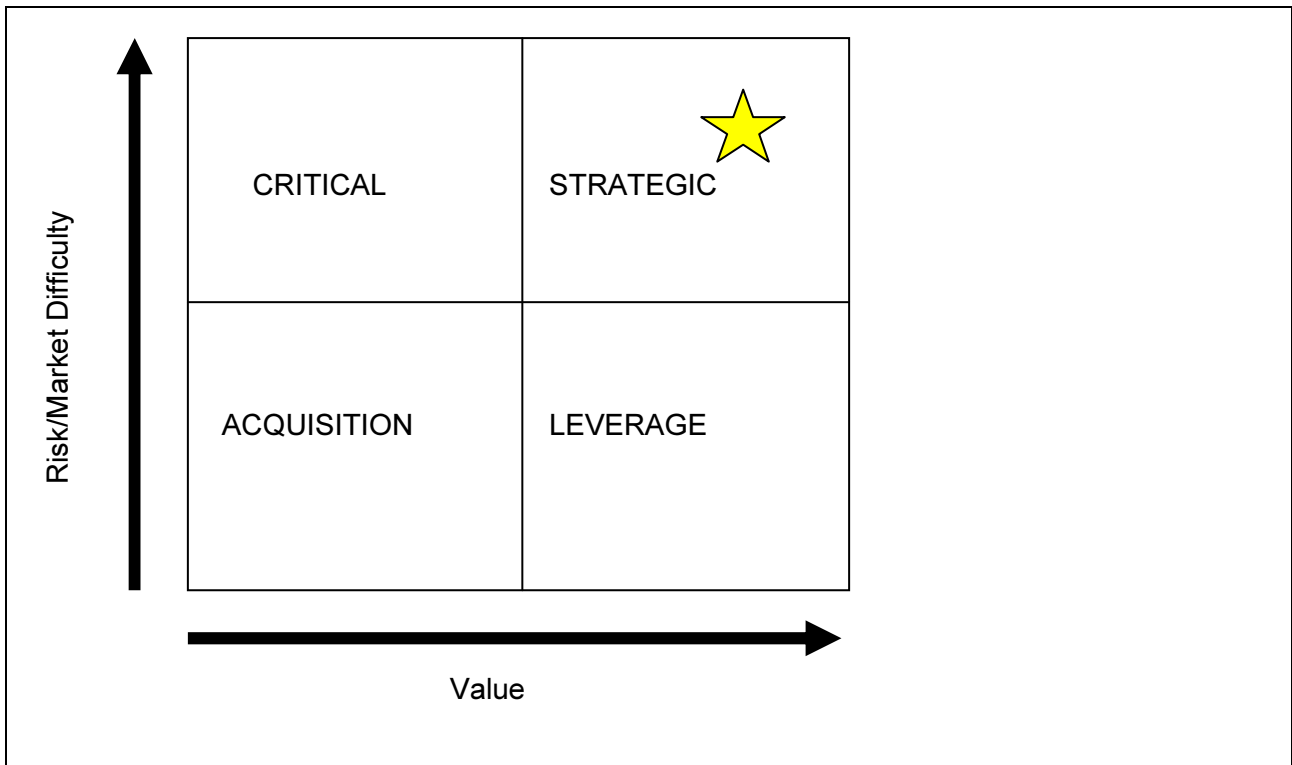 CRITICAL
STRATEGIC
Risk/Market Difficulty
ACQUISITION
LEVERAGE
Value